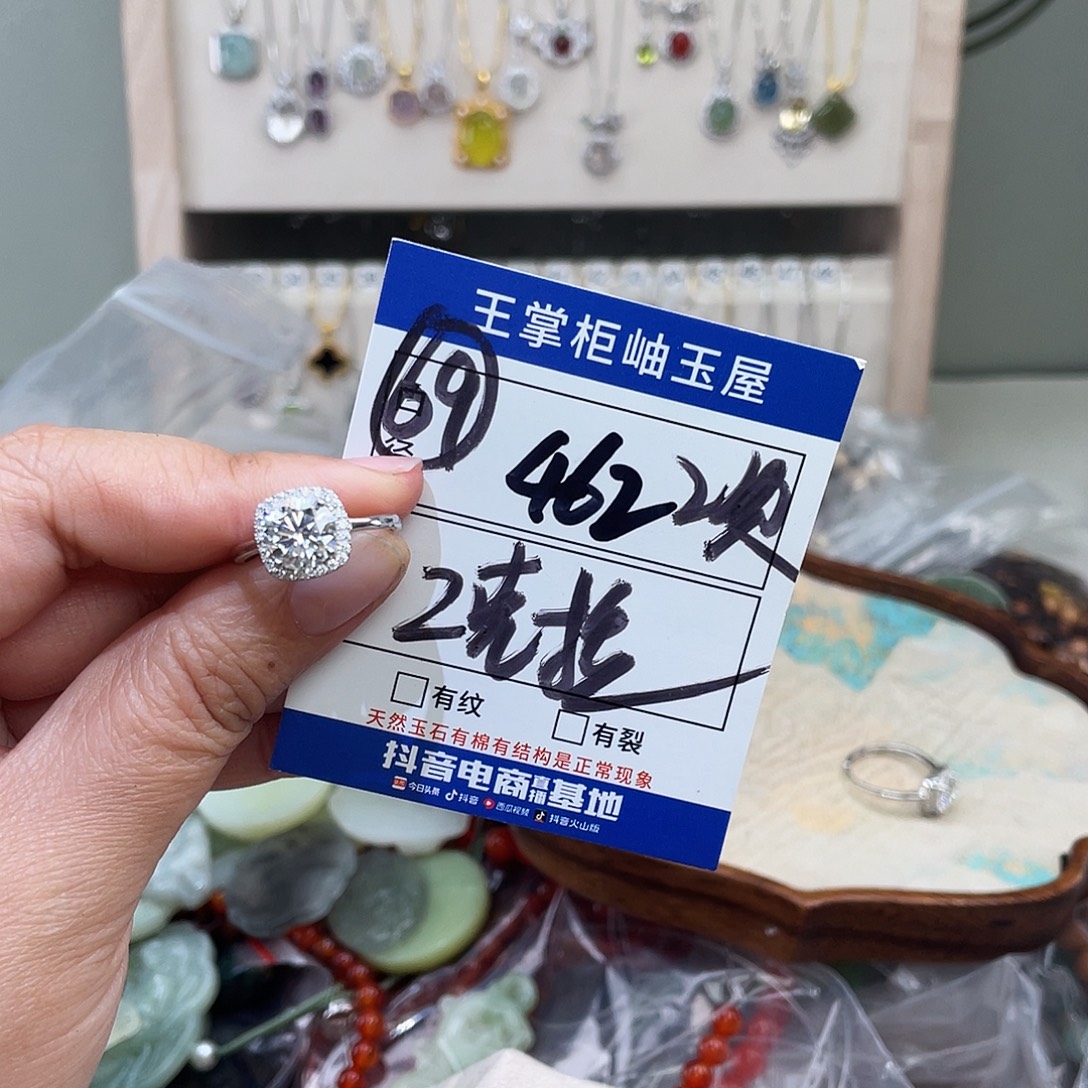 王掌柜岫玉屋
69
462 2次
2克拉
有纹
有裂
天然玉石有棉有结构是正常现象
抖音电商直播基地
今日头条 抖音 西瓜视频 抖音火山版